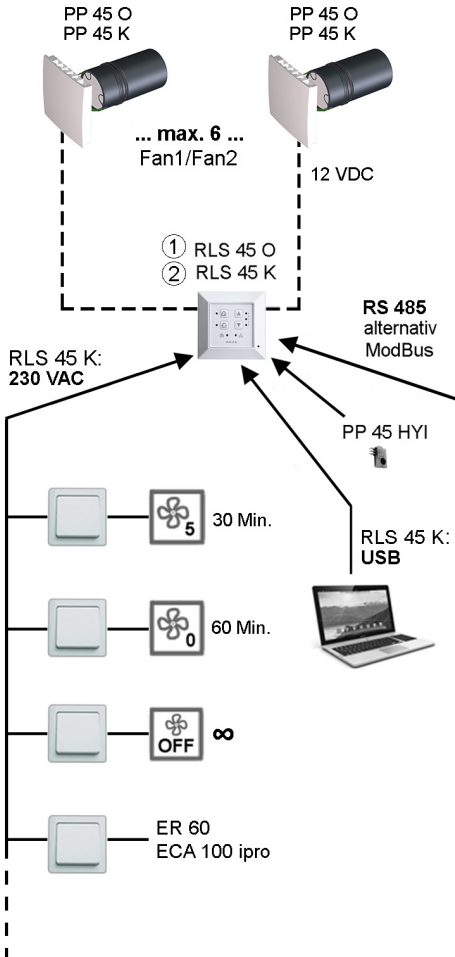 PP 45 O
PP 45 K
PP 45 O
PP 45 K
... max. 6 ...
Fan1/Fan2
12 VDC
1 RLS 45 O
2 RLS 45 K
RS 485
alternativ
ModBus
RLS 45 K:
230 VAC
PP 45 HYI
5 30 Min.
RLS 45 K:
USB
0 60 Min.
OFF ∞
ER 60
ECA 100 ipro